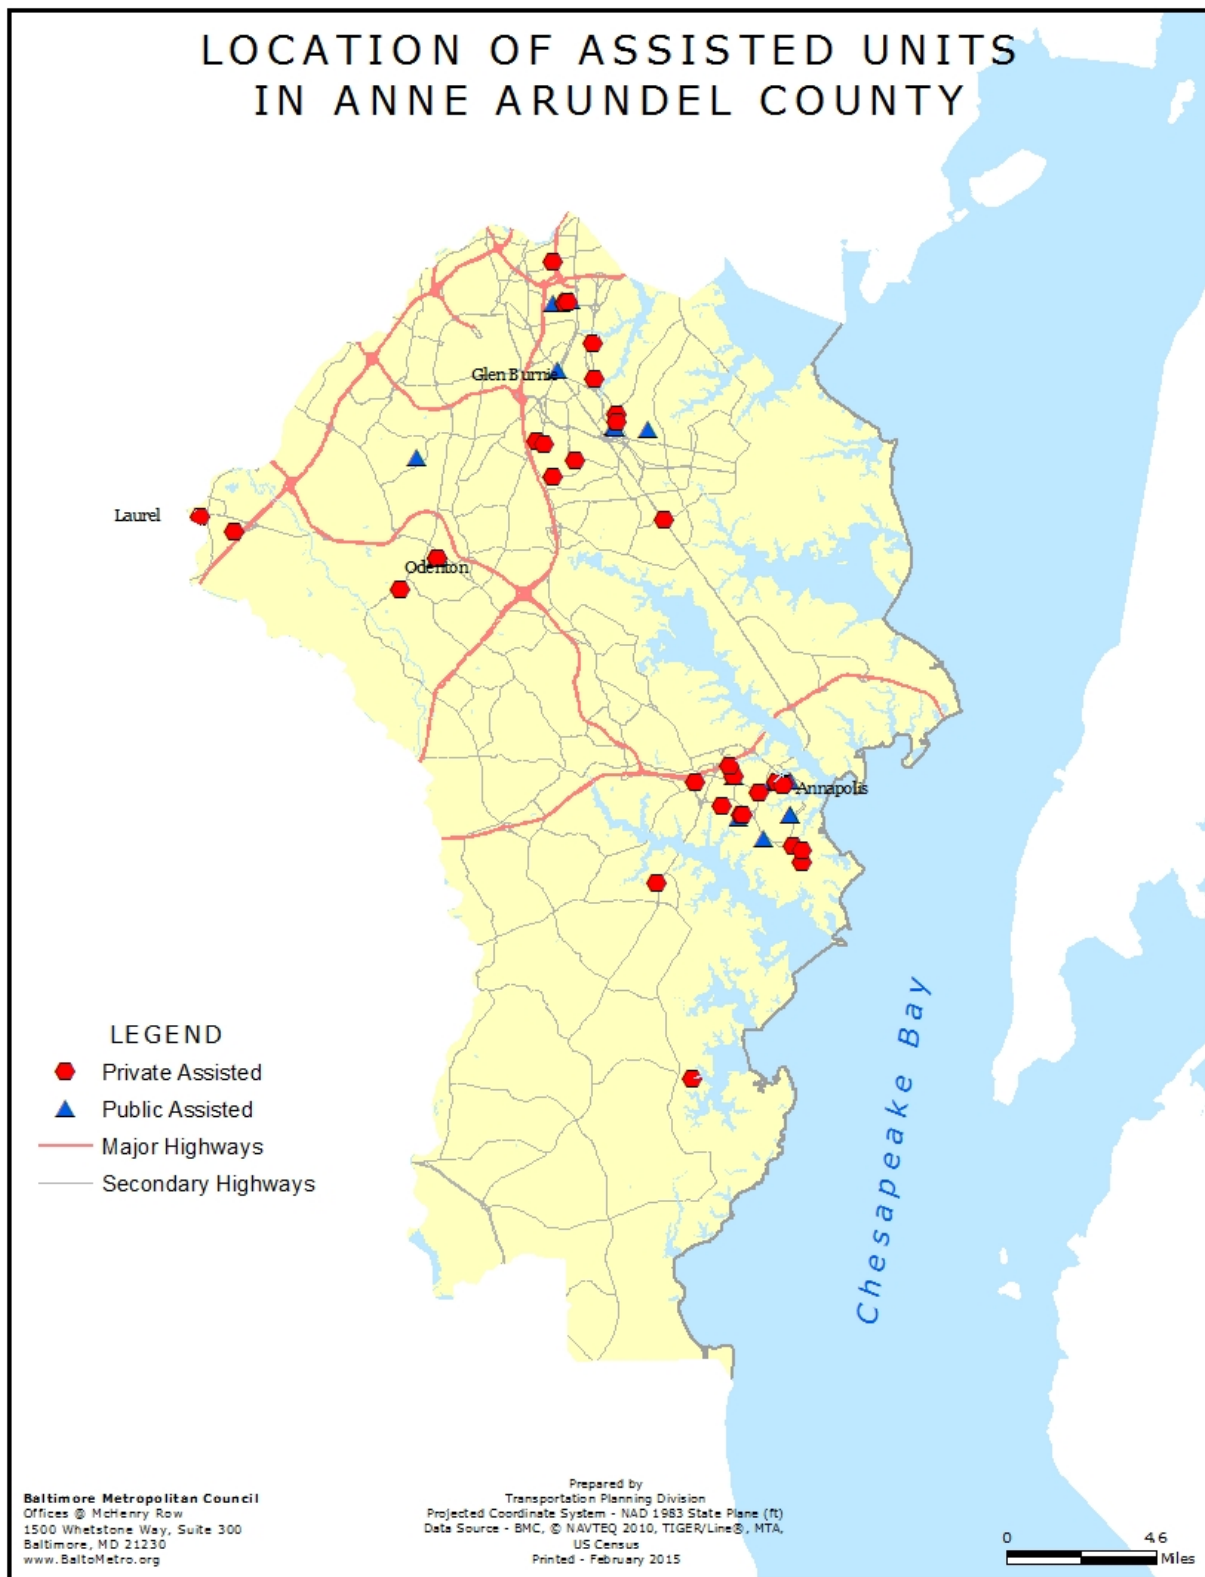 LOCATION OF ASSISTED UNITS
IN ANNE ARUNDEL COUNTY
Glen Burnie
Laurel
Odenton
Annapolis
Chesapeake Bay
LEGEND
Private Assisted
Public Assisted
Major Highways
Secondary Highways
Baltimore Metropolitan Council
Offices @ McHenry Row
1500 Whetstone Way, Suite 300
Baltimore, MD 21230
www.BaltoMetro.org
Prepared by
Transportation Planning Division
Projected Coordinate System - NAD 1983 State Plane (ft)
Data Source - BMC, © NAVTEQ 2010, TIGER/Line®, MTA,
US Census
Printed - February 2015
0 4.6
Miles